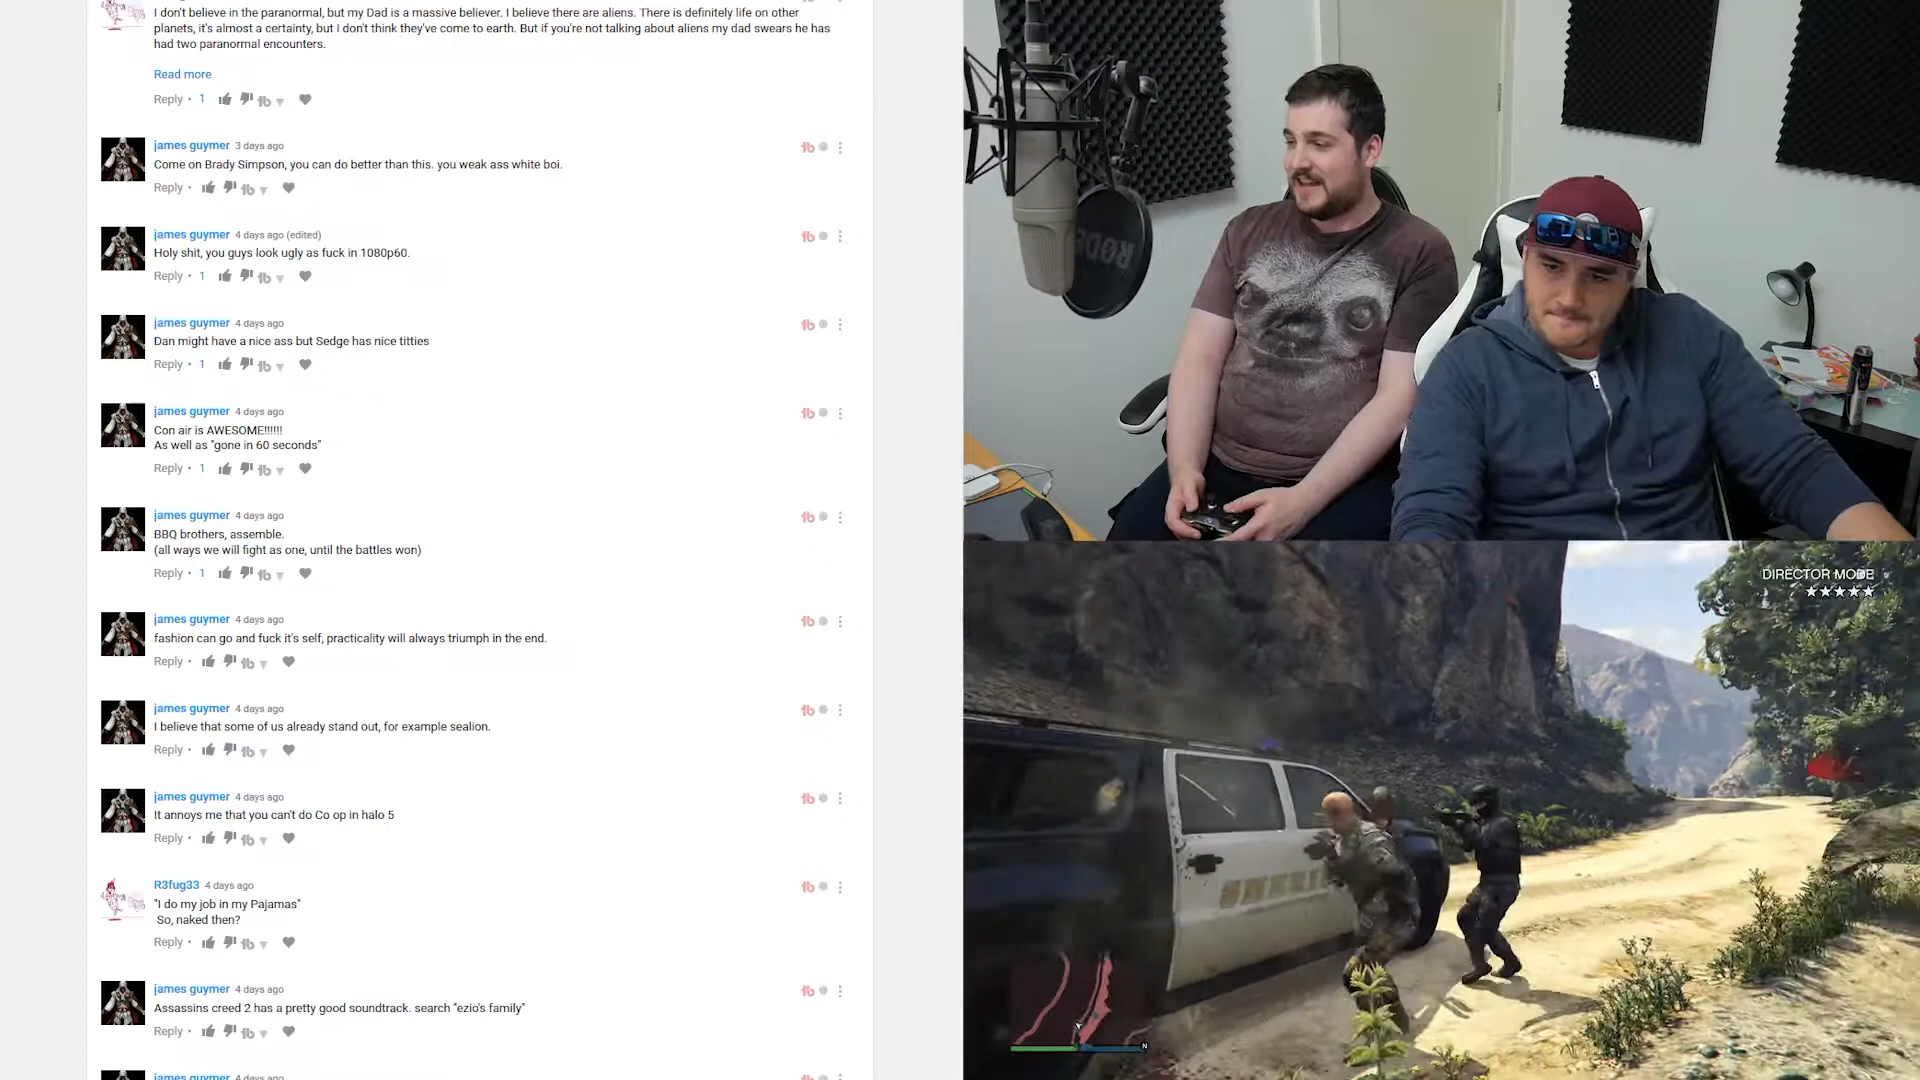 I don't believe in the paranormal, but my Dad is a massive believer. I believe there are aliens. There is definitely life on other
planets, it's almost a certainty, but I don't think they've come to earth. But if you're not talking about aliens my dad swears he has
had two paranormal encounters.
Read more
Reply • 1
james guymer 3 days ago
Come on Brady Simpson, you can do better than this. you weak ass white boi.
Reply •
james guymer 4 days ago (edited)
Holy shit, you guys look ugly as fuck in 1080p60.
Reply • 1
james guymer 4 days ago
Dan might have a nice ass but Sedge has nice titties
Reply • 1
james guymer 4 days ago
Con air is AWESOME!!!!!!
As well as "gone in 60 seconds"
Reply • 1
james guymer 4 days ago
BBQ brothers, assemble.
(all ways we will fight as one, until the battles won)
Reply • 1
james guymer 4 days ago
fashion can go and fuck it's self, practicality will always triumph in the end.
Reply •
james guymer 4 days ago
I believe that some of us already stand out, for example sealion.
Reply •
james guymer 4 days ago
It annoys me that you can't do Co op in halo 5
Reply •
R3fug33 4 days ago
"I do my job in my Pajamas"
So, naked then?
Reply •
james guymer 4 days ago
Assassins creed 2 has a pretty good soundtrack. search "ezio's family"
Reply •
james guymer 4 days ago
RØDE
DIRECTOR MODE
N